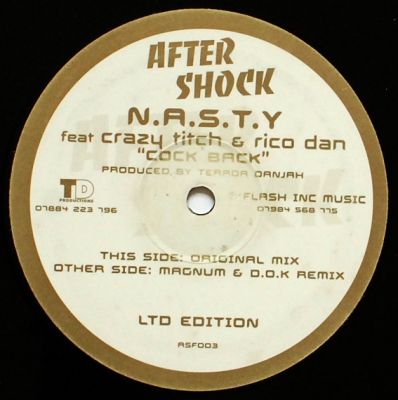 AFTER
SHOCK
N.A.S.T.Y
feat crazy titch & rico dan
"COCK BACK"
PRODUCED BY TERROR DANJAH
TD
PRODUCTIONS
07884 223 796
FLASH INC MUSIC
07984 568 775
THIS SIDE: ORIGINAL MIX
OTHER SIDE: MAGNUM & D.O.K REMIX
LTD EDITION
ASF003